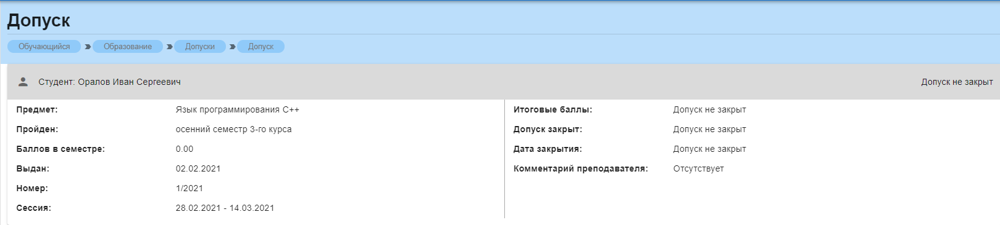 Допуск
Обучающийся Образование Допуски Допуск
Студент: Оралов Иван Сергеевич Допуск не закрыт
Предмет: Язык программирования C++
Пройден: осенний семестр 3-го курса
Баллов в семестре: 0.00
Выдан: 02.02.2021
Номер: 1/2021
Сессия: 28.02.2021 - 14.03.2021
Итоговые баллы: Допуск не закрыт
Допуск закрыт: Допуск не закрыт
Дата закрытия: Допуск не закрыт
Комментарий преподавателя: Отсутствует